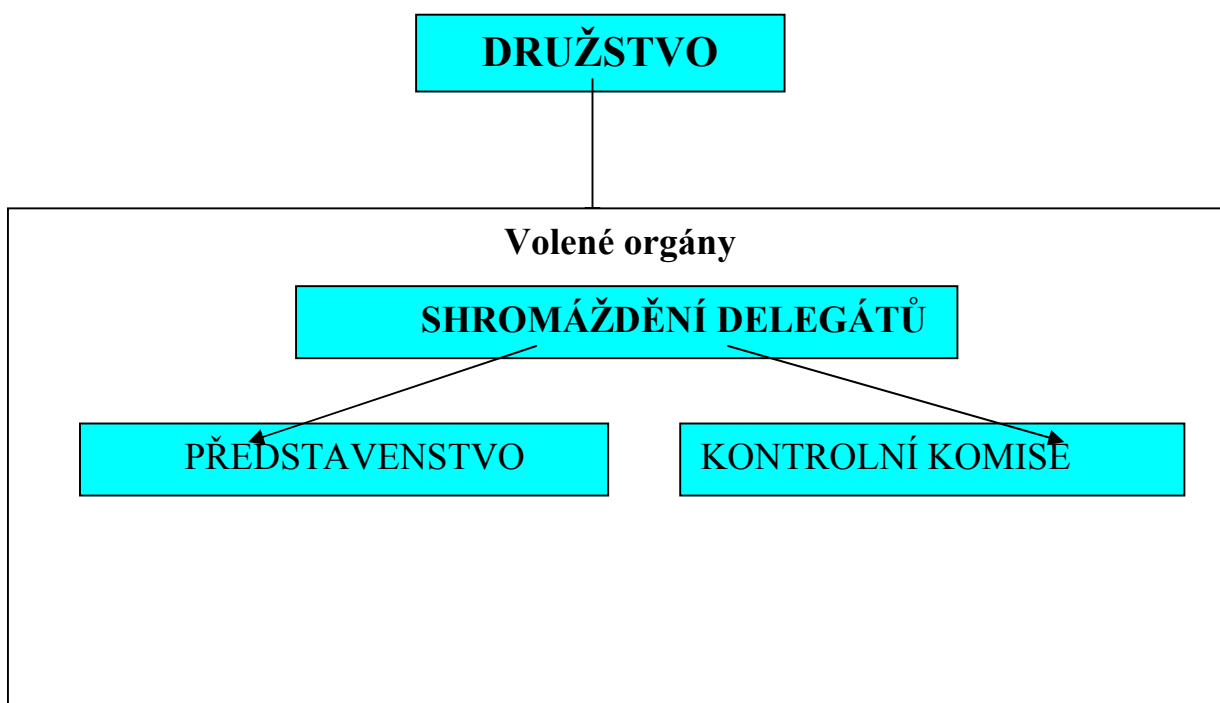 DRUŽSTVO
Volené orgány
SHROMÁŽDĚNÍ DELEGÁTŮ
PŘEDSTAVENSTVO
KONTROLNÍ KOMISE